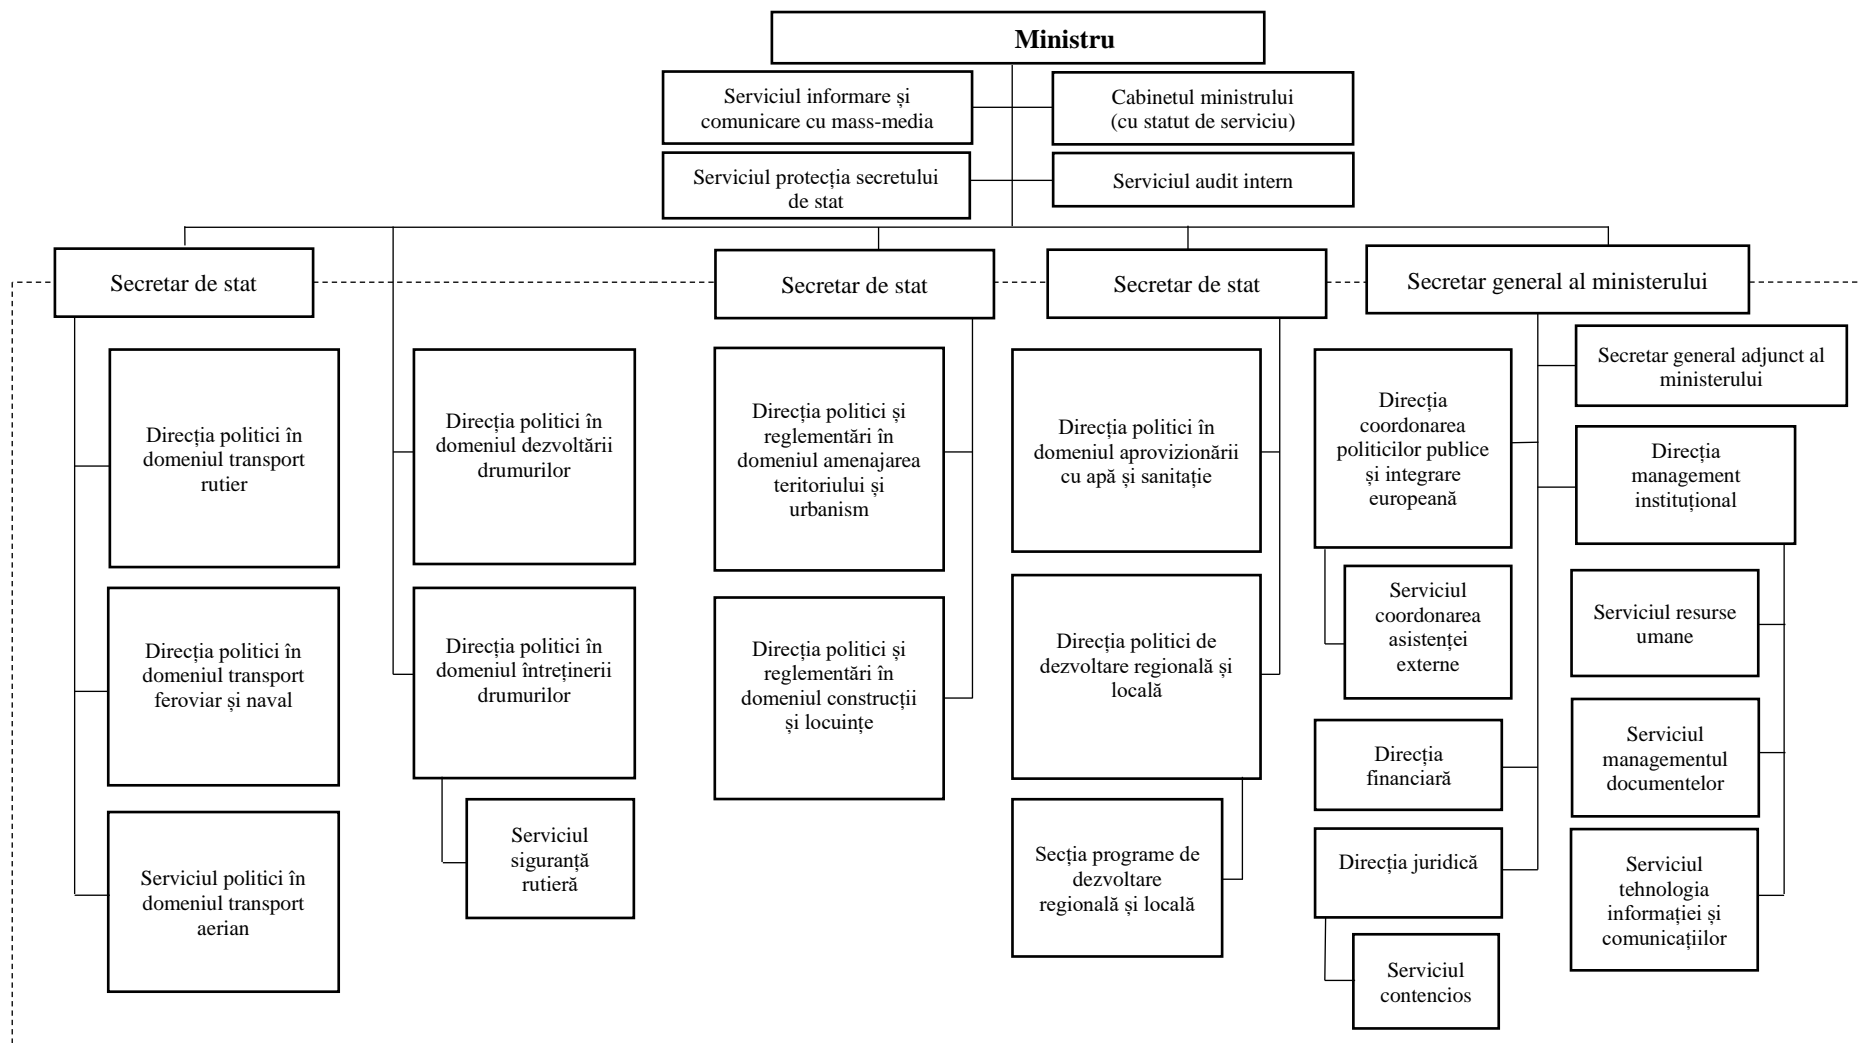 Ministru
Serviciul informare și
comunicare cu mass-media
Cabinetul ministrului
(cu statut de serviciu)
Serviciul protecția secretului
de stat
Serviciul audit intern
Secretar de stat
Secretar de stat
Secretar de stat
Secretar general al ministerului
Direcția politici în
domeniul transport
rutier
Direcția politici în
domeniul transport
feroviar și naval
Serviciul politici în
domeniul transport
aerian
Direcția politici în
domeniul dezvoltării
drumurilor
Direcția politici în
domeniul întreținerii
drumurilor
Serviciul
siguranță
rutieră
Direcția politici și
reglementări în
domeniul amenajarea
teritoriului și
urbanism
Direcția politici și
reglementări în
domeniul construcții
și locuințe
Direcția politici în
domeniul aprovizionării
cu apă și sanitație
Direcția politici de
dezvoltare regională și
locală
Secția programe de
dezvoltare
regională și locală
Direcția
coordonarea
politicilor publice
și integrare
europeană
Serviciul
coordonarea
asistenței
externe
Direcția
financiară
Direcția juridică
Serviciul
contencios
Secretar general adjunct al
ministerului
Direcția
management
instituțional
Serviciul resurse
umane
Serviciul
managementul
documentelor
Serviciul
tehnologia
informației și
comunicațiilor